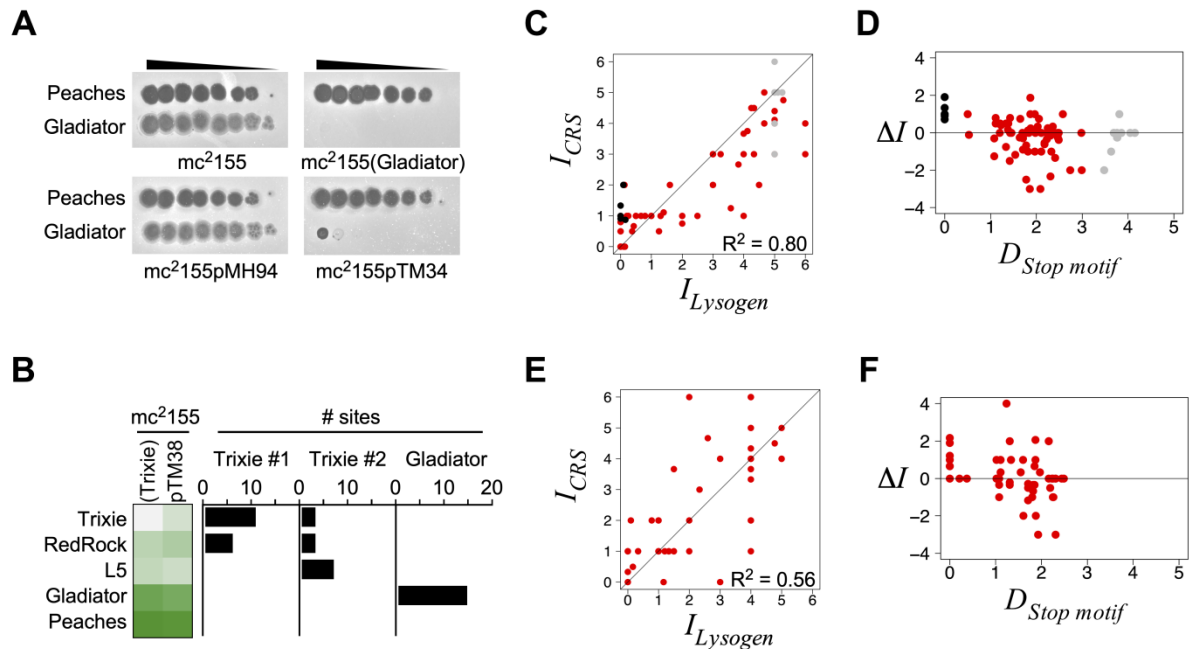 A
Peaches
Gladiator
mc²155
mc²155(Gladiator)
Peaches
Gladiator
mc²155pMH94
mc²155pTM34
B
mc²155
(Trixie)
pTM38
# sites
Trixie #1
Trixie #2
Gladiator
0 10 0 10 0 10 20
Trixie
RedRock
L5
Gladiator
Peaches
C
I_CRS
6
5
4
3
2
1
0
R² = 0.80
0 1 2 3 4 5 6
I_Lysogen
D
ΔI
4
2
0
-2
-4
0 1 2 3 4 5
D_Stop motif
E
I_CRS
6
5
4
3
2
1
0
R² = 0.56
0 1 2 3 4 5 6
I_Lysogen
F
ΔI
4
2
0
-2
-4
0 1 2 3 4 5
D_Stop motif